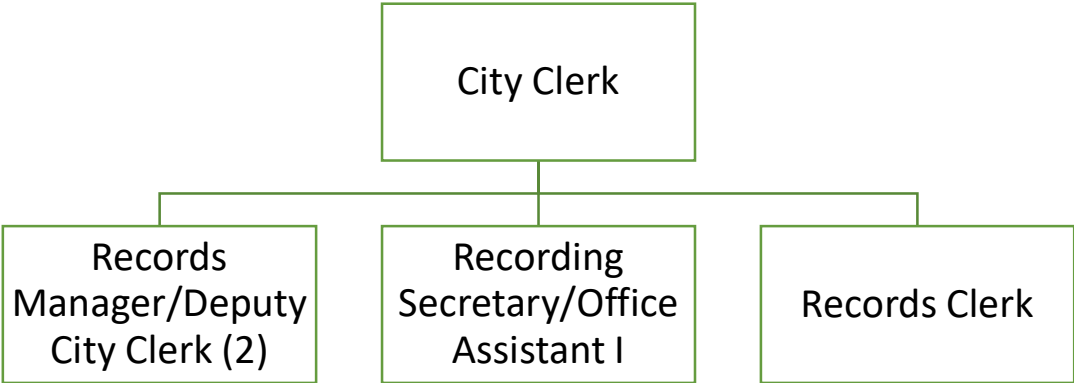 City Clerk
Records
Manager/Deputy
City Clerk (2)
Recording
Secretary/Office
Assistant I
Records Clerk